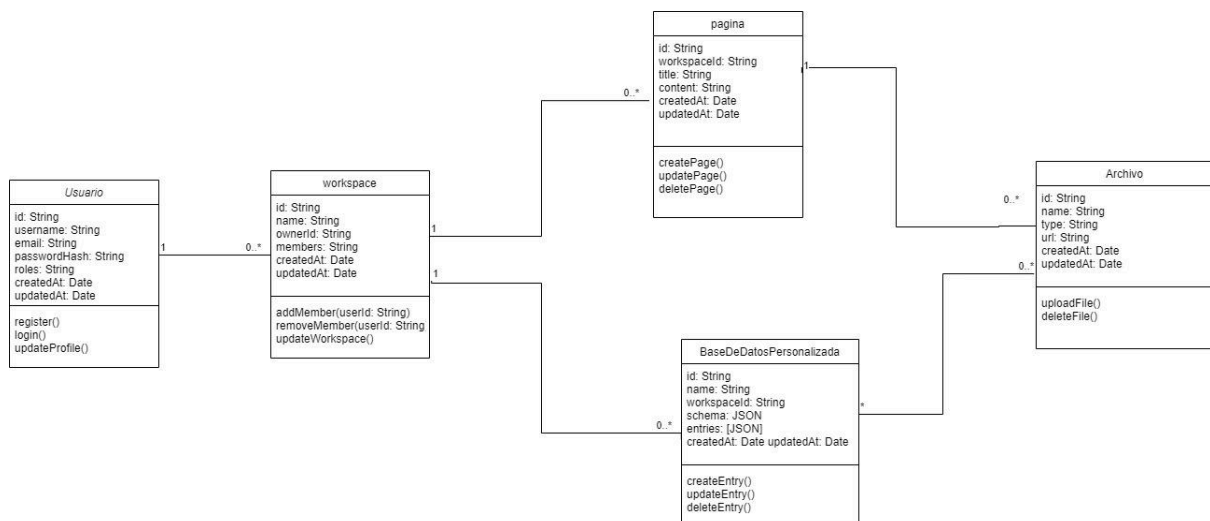 Usuario
id: String
username: String
email: String
passwordHash: String
roles: String
createdAt: Date
updatedAt: Date
register()
login()
updateProfile()
1
0..*
workspace
id: String
name: String
ownerId: String
members: String
createdAt: Date
updatedAt: Date
addMember(userId: String)
removeMember(userId: String
updateWorkspace()
1
0..*
1
0..*
pagina
id: String
workspaceId: String
title: String
content: String
createdAt: Date
updatedAt: Date
createPage()
updatePage()
deletePage()
1
0..*
BaseDeDatosPersonalizada
id: String
name: String
workspaceId: String
schema: JSON
entries: [JSON]
createdAt: Date updatedAt: Date
createEntry()
updateEntry()
deleteEntry()
*
0..*
Archivo
id: String
name: String
type: String
url: String
createdAt: Date
updatedAt: Date
uploadFile()
deleteFile()